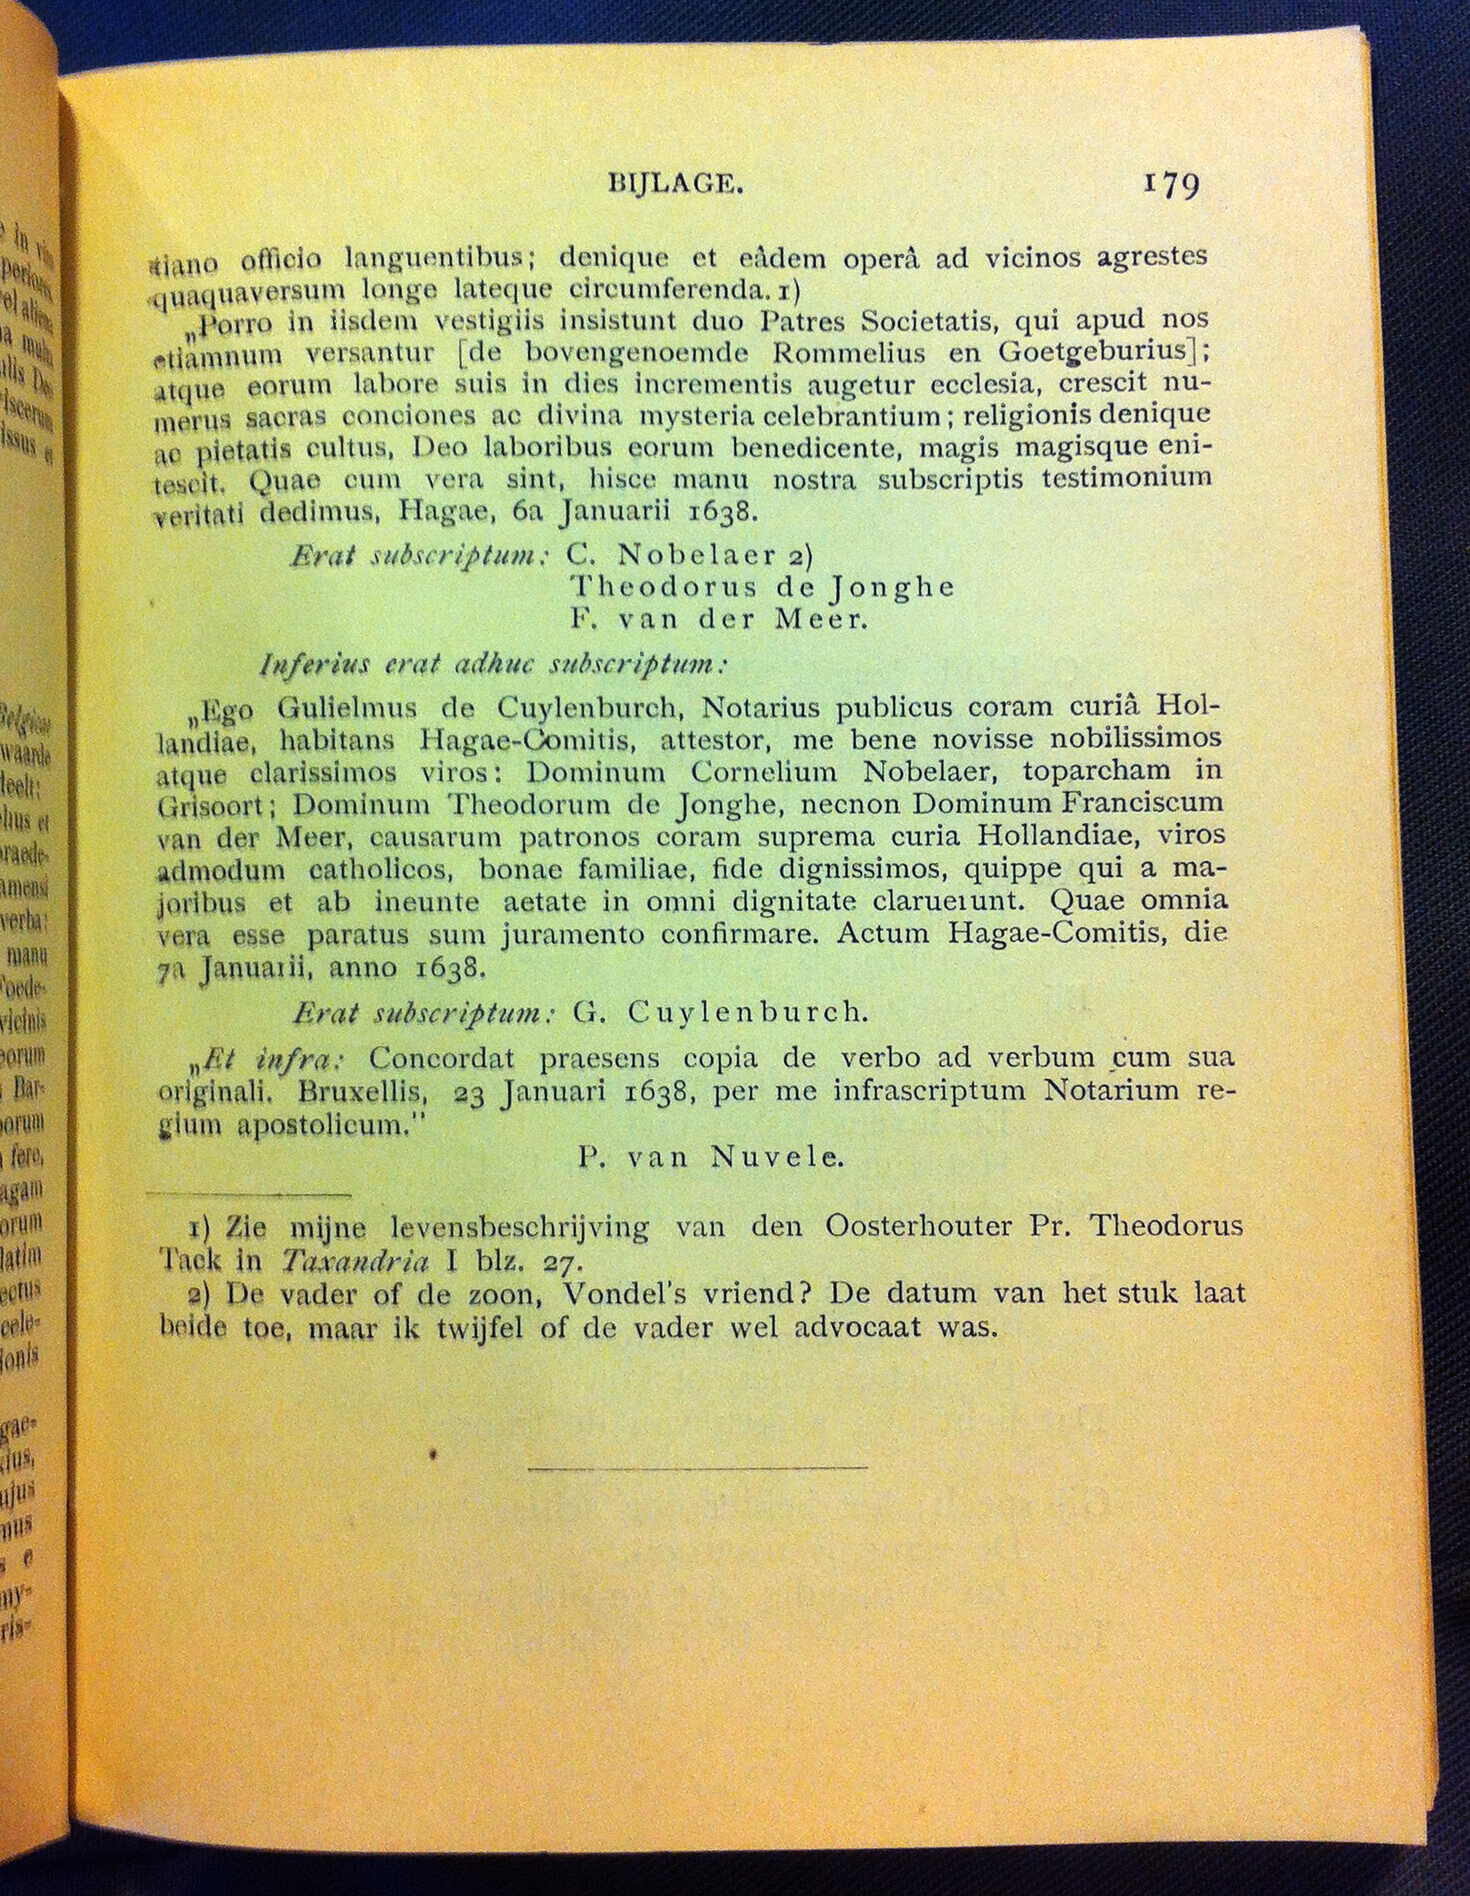 BIJLAGE. 179
tiano officio languentibus; denique et eâdem operâ ad vicinos agrestes
quaquaversum longe lateque circumferenda. 1)
„Porro in iisdem vestigiis insistunt duo Patres Societatis, qui apud nos
etiamnum versantur [de bovengenoemde Rommelius en Goetgeburius];
atque eorum labore suis in dies incrementis augetur ecclesia, crescit nu-
merus sacras conciones ac divina mysteria celebrantium; religionis denique
ac pietatis cultus, Deo laboribus eorum benedicente, magis magisque eni-
tescit. Quae cum vera sint, hisce manu nostra subscriptis testimonium
veritati dedimus, Hagae, 6a Januarii 1638.
Erat subscriptum: C. Nobelaer 2)
Theodorus de Jonghe
F. van der Meer.
Inferius erat adhuc subscriptum:
„Ego Gulielmus de Cuylenburch, Notarius publicus coram curiâ Hol-
landiae, habitans Hagae-Comitis, attestor, me bene novisse nobilissimos
atque clarissimos viros: Dominum Cornelium Nobelaer, toparcham in
Grisoort; Dominum Theodorum de Jonghe, necnon Dominum Franciscum
van der Meer, causarum patronos coram suprema curia Hollandiae, viros
admodum catholicos, bonae familiae, fide dignissimos, quippe qui a ma-
joribus et ab ineunte aetate in omni dignitate claruerunt. Quae omnia
vera esse paratus sum juramento confirmare. Actum Hagae-Comitis, die
7a Januarii, anno 1638.
Erat subscriptum: G. Cuylenburch.
„Et infra: Concordat praesens copia de verbo ad verbum cum sua
originali. Bruxellis, 23 Januari 1638, per me infrascriptum Notarium re-
gium apostolicum."
P. van Nuvele.
1) Zie mijne levensbeschrijving van den Oosterhouter Pr. Theodorus
Tack in Taxandria I blz. 27.
2) De vader of de zoon, Vondel's vriend? De datum van het stuk laat
beide toe, maar ik twijfel of de vader wel advocaat was.